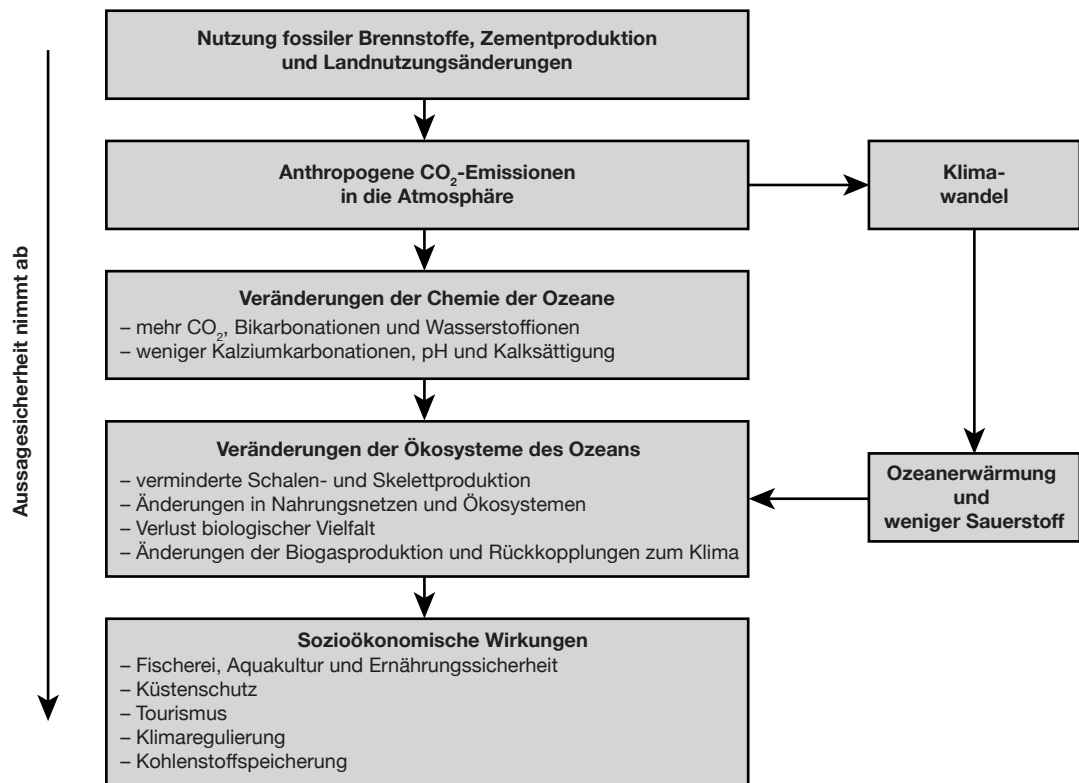 Nutzung fossiler Brennstoffe, Zementproduktion
und Landnutzungsänderungen
Anthropogene CO₂-Emissionen
in die Atmosphäre
Klima-
wandel
Veränderungen der Chemie der Ozeane
– mehr CO₂, Bikarbonationen und Wasserstoffionen
– weniger Kalziumkarbonationen, pH und Kalksättigung
Veränderungen der Ökosysteme des Ozeans
– verminderte Schalen- und Skelettproduktion
– Änderungen in Nahrungsnetzen und Ökosystemen
– Verlust biologischer Vielfalt
– Änderungen der Biogasproduktion und Rückkopplungen zum Klima
Ozeanerwärmung
und
weniger Sauerstoff
Sozioökonomische Wirkungen
– Fischerei, Aquakultur und Ernährungssicherheit
– Küstenschutz
– Tourismus
– Klimaregulierung
– Kohlenstoffspeicherung
Aussagesicherheit nimmt ab